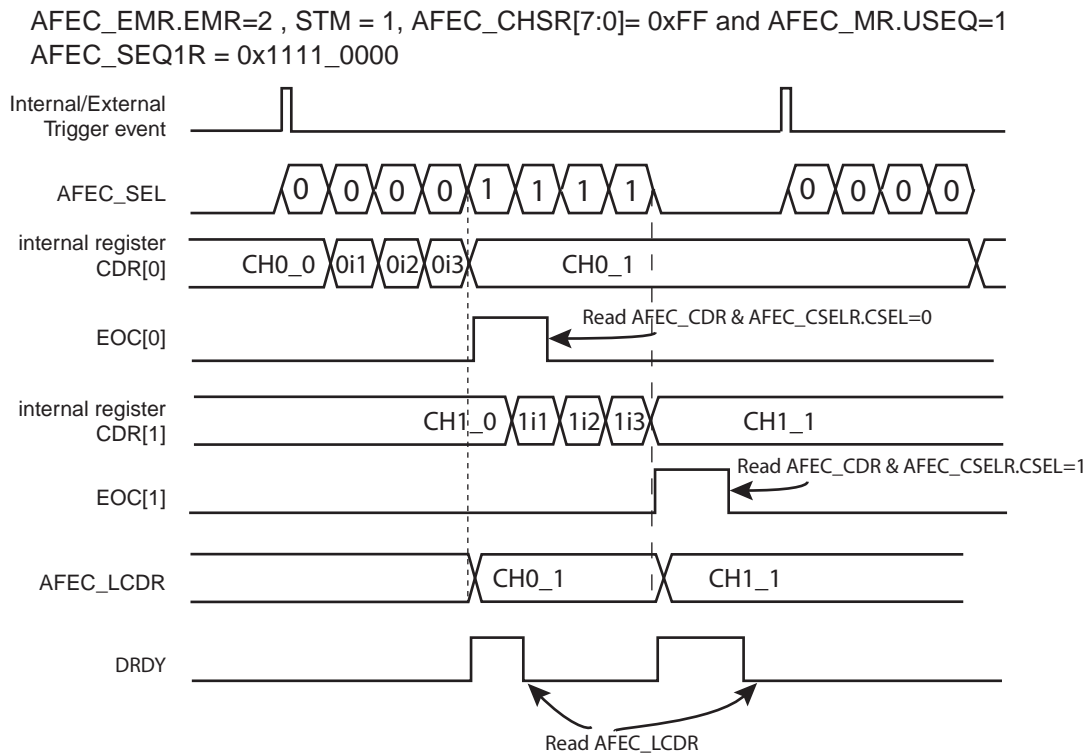 AFEC_EMR.EMR=2 , STM = 1, AFEC_CHSR[7:0]= 0xFF and AFEC_MR.USEQ=1
AFEC_SEQ1R = 0x1111_0000
Internal/External
Trigger event
AFEC_SEL
0 0 0 0 1 1 1 1 0 0 0 0
internal register
CDR[0]
CH0_0 0i1 0i2 0i3 CH0_1
Read AFEC_CDR & AFEC_CSELR.CSEL=0
EOC[0]
internal register
CDR[1]
CH1_0 1i1 1i2 1i3 CH1_1
Read AFEC_CDR & AFEC_CSELR.CSEL=1
EOC[1]
AFEC_LCDR
CH0_1 CH1_1
DRDY
Read AFEC_LCDR